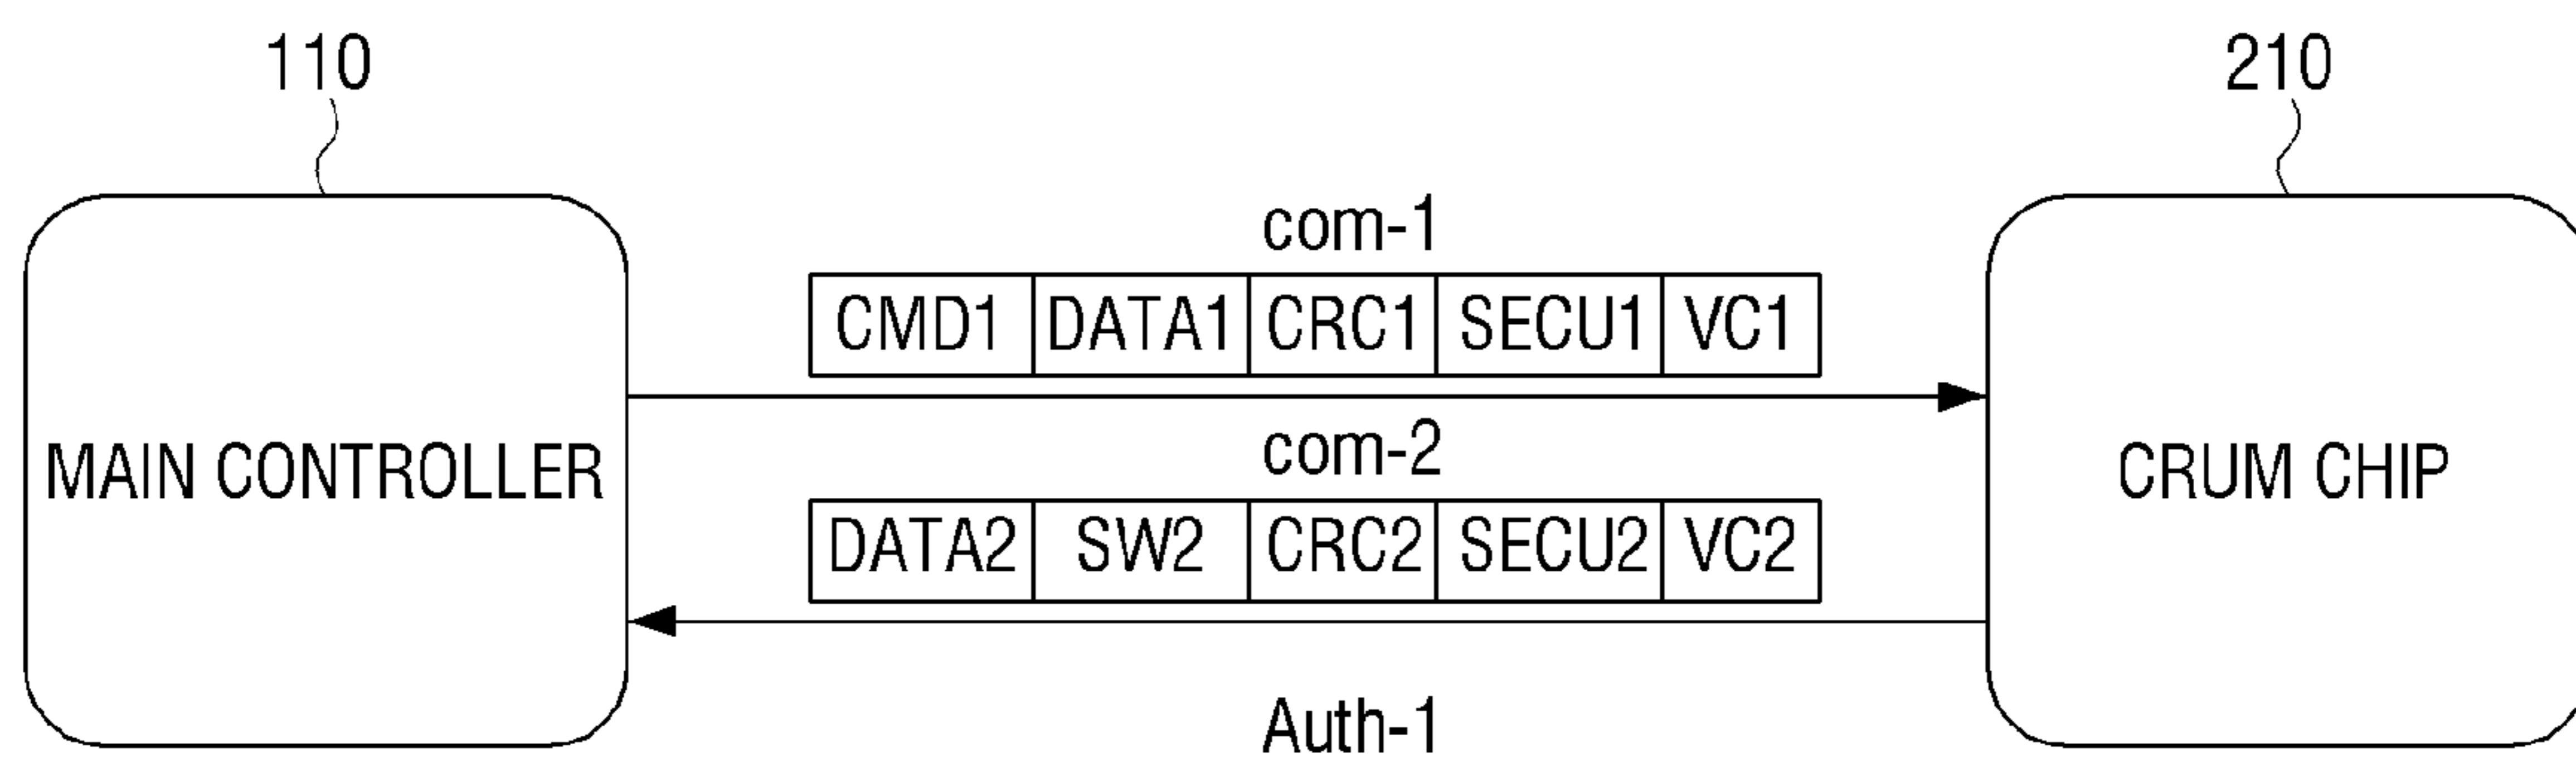 110
210
com-1
CMD1 DATA1 CRC1 SECU1 VC1
MAIN CONTROLLER
com-2
CRUM CHIP
DATA2 SW2 CRC2 SECU2 VC2
Auth-1